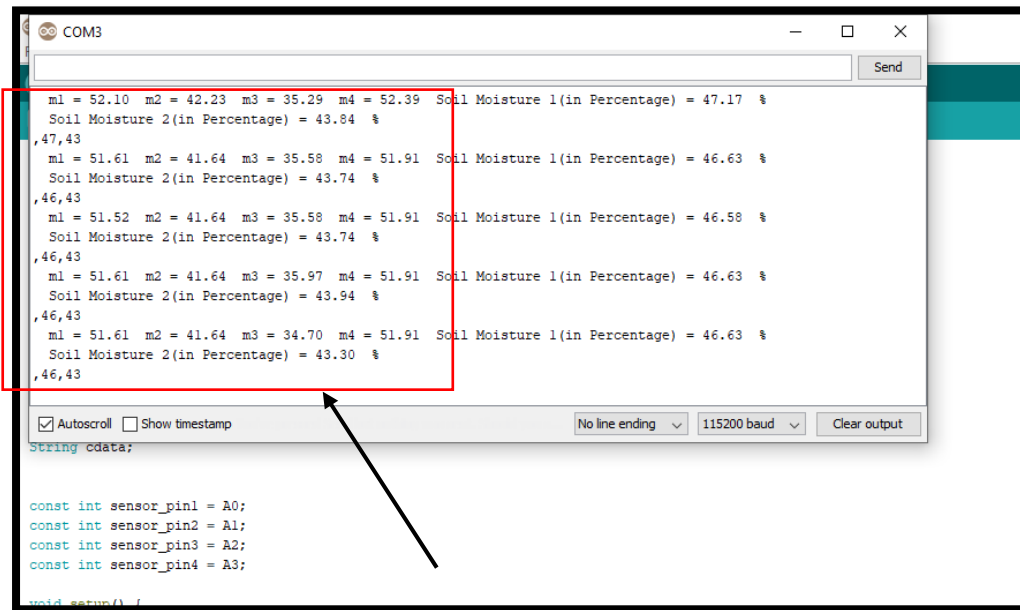 COM3
Send
m1 = 52.10 m2 = 42.23 m3 = 35.29 m4 = 52.39 Soil Moisture 1(in Percentage) = 47.17 %
Soil Moisture 2(in Percentage) = 43.84 %
,47,43
m1 = 51.61 m2 = 41.64 m3 = 35.58 m4 = 51.91 Soil Moisture 1(in Percentage) = 46.63 %
Soil Moisture 2(in Percentage) = 43.74 %
,46,43
m1 = 51.52 m2 = 41.64 m3 = 35.58 m4 = 51.91 Soil Moisture 1(in Percentage) = 46.58 %
Soil Moisture 2(in Percentage) = 43.74 %
,46,43
m1 = 51.61 m2 = 41.64 m3 = 35.97 m4 = 51.91 Soil Moisture 1(in Percentage) = 46.63 %
Soil Moisture 2(in Percentage) = 43.94 %
,46,43
m1 = 51.61 m2 = 41.64 m3 = 34.70 m4 = 51.91 Soil Moisture 1(in Percentage) = 46.63 %
Soil Moisture 2(in Percentage) = 43.30 %
,46,43
Autoscroll Show timestamp No line ending 115200 baud Clear output
String cdata;
const int sensor_pin1 = A0;
const int sensor_pin2 = A1;
const int sensor_pin3 = A2;
const int sensor_pin4 = A3;
void setup() {